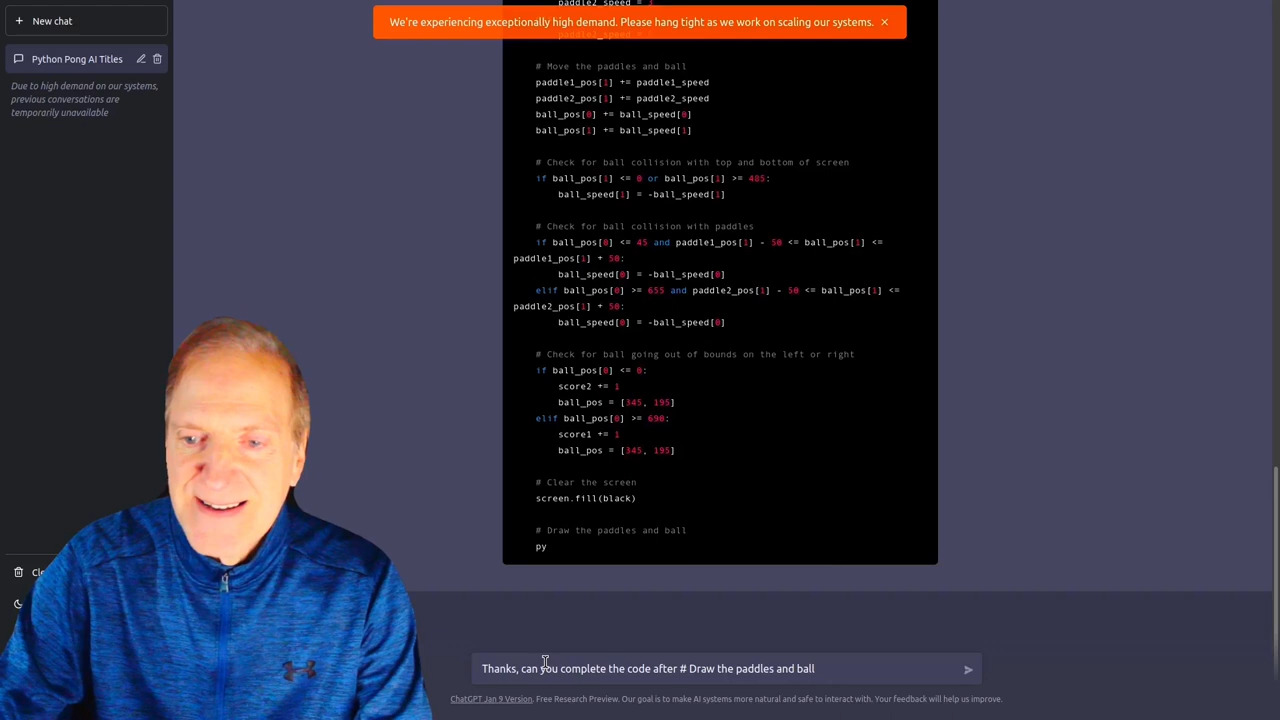 paddle2_speed = 3
We're experiencing exceptionally high demand. Please hang tight as we work on scaling our systems. ×
+ New chat
paddle2_speed =
Python Pong AI Titles
Due to high demand on our systems,
previous conversations are
temporarily unavailable
# Move the paddles and ball
paddle1_pos[1] += paddle1_speed
paddle2_pos[1] += paddle2_speed
ball_pos[0] += ball_speed[0]
ball_pos[1] += ball_speed[1]
# Check for ball collision with top and bottom of screen
if ball_pos[1] <= 0 or ball_pos[1] >= 485:
ball_speed[1] = -ball_speed[1]
# Check for ball collision with paddles
if ball_pos[0] <= 45 and paddle1_pos[1] - 50 <= ball_pos[1] <=
paddle1_pos[1] + 50:
ball_speed[0] = -ball_speed[0]
elif ball_pos[0] >= 655 and paddle2_pos[1] - 50 <= ball_pos[1] <=
paddle2_pos[1] + 50:
ball_speed[0] = -ball_speed[0]
# Check for ball going out of bounds on the left or right
if ball_pos[0] <= 0:
score2 += 1
ball_pos = [345, 195]
elif ball_pos[0] >= 690:
score1 += 1
ball_pos = [345, 195]
# Clear the screen
screen.fill(black)
# Draw the paddles and ball
py
Thanks, can you complete the code after # Draw the paddles and ball
ChatGPT Jan 9 Version. Free Research Preview. Our goal is to make AI systems more natural and safe to interact with. Your feedback will help us improve.